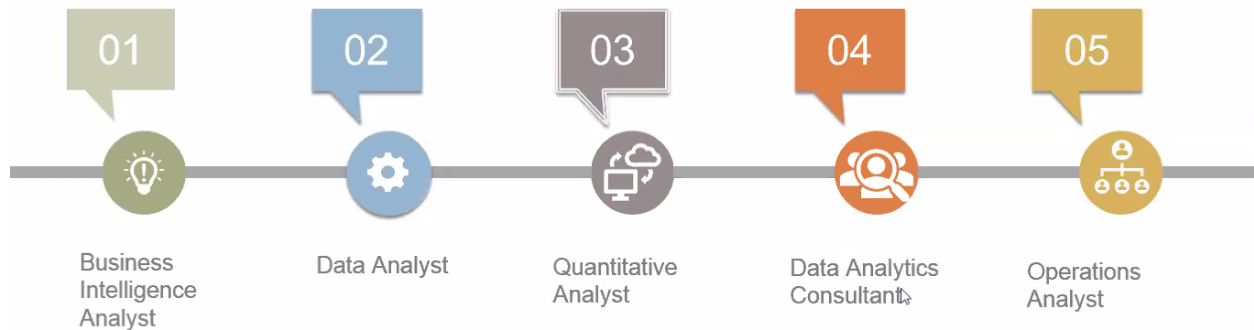 01
02
03
04
05
Business
Intelligence
Analyst
Data Analyst
Quantitative
Analyst
Data Analytics
Consultant
Operations
Analyst